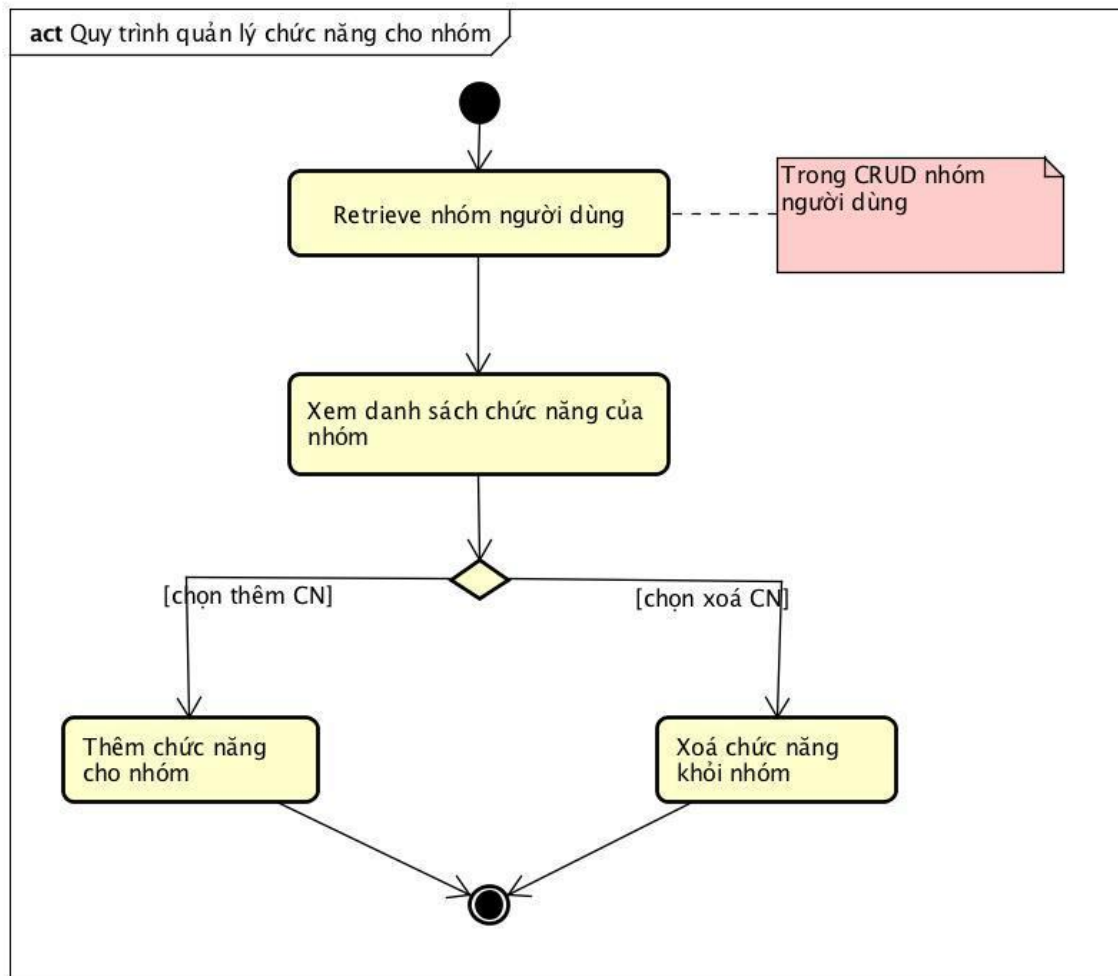 act Quy trình quản lý chức năng cho nhóm
Retrieve nhóm người dùng
Trong CRUD nhóm
người dùng
Xem danh sách chức năng của
nhóm
[chọn thêm CN]
[chọn xoá CN]
Thêm chức năng
cho nhóm
Xoá chức năng
khỏi nhóm